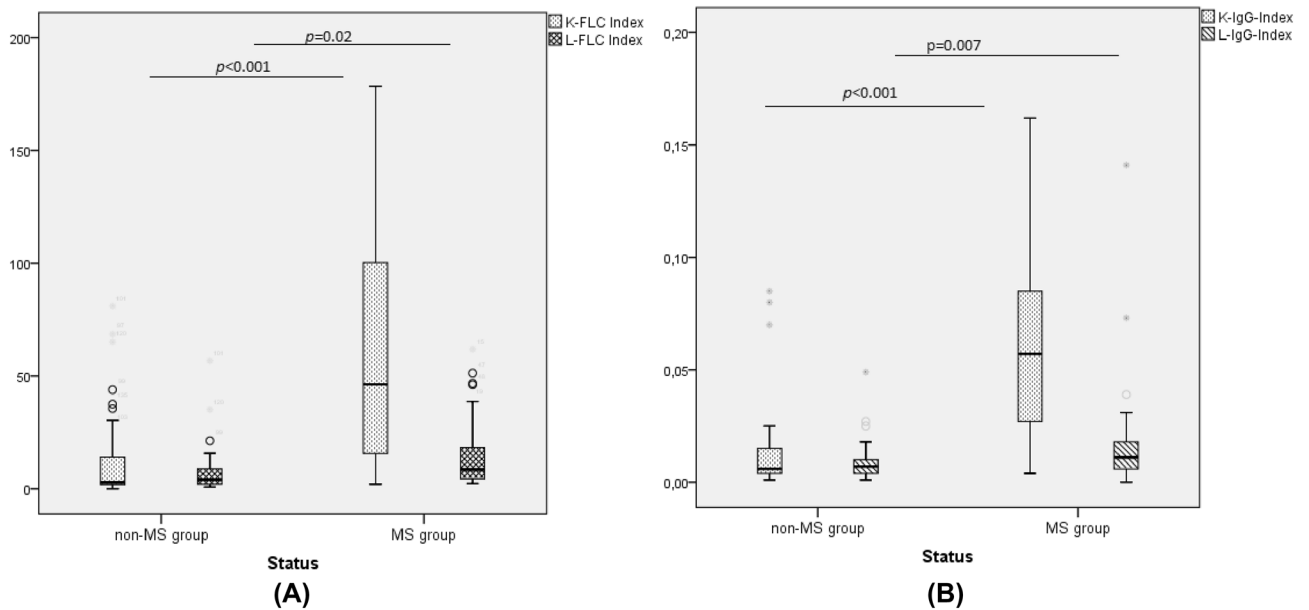 K-FLC Index
L-FLC Index
200
150
100
50
0
p=0.02
p<0.001
non-MS group
MS group
Status
(A)
K-IgG-Index
L-IgG-Index
0,20
0,15
0,10
0,05
0,00
p=0.007
p<0.001
non-MS group
MS group
Status
(B)